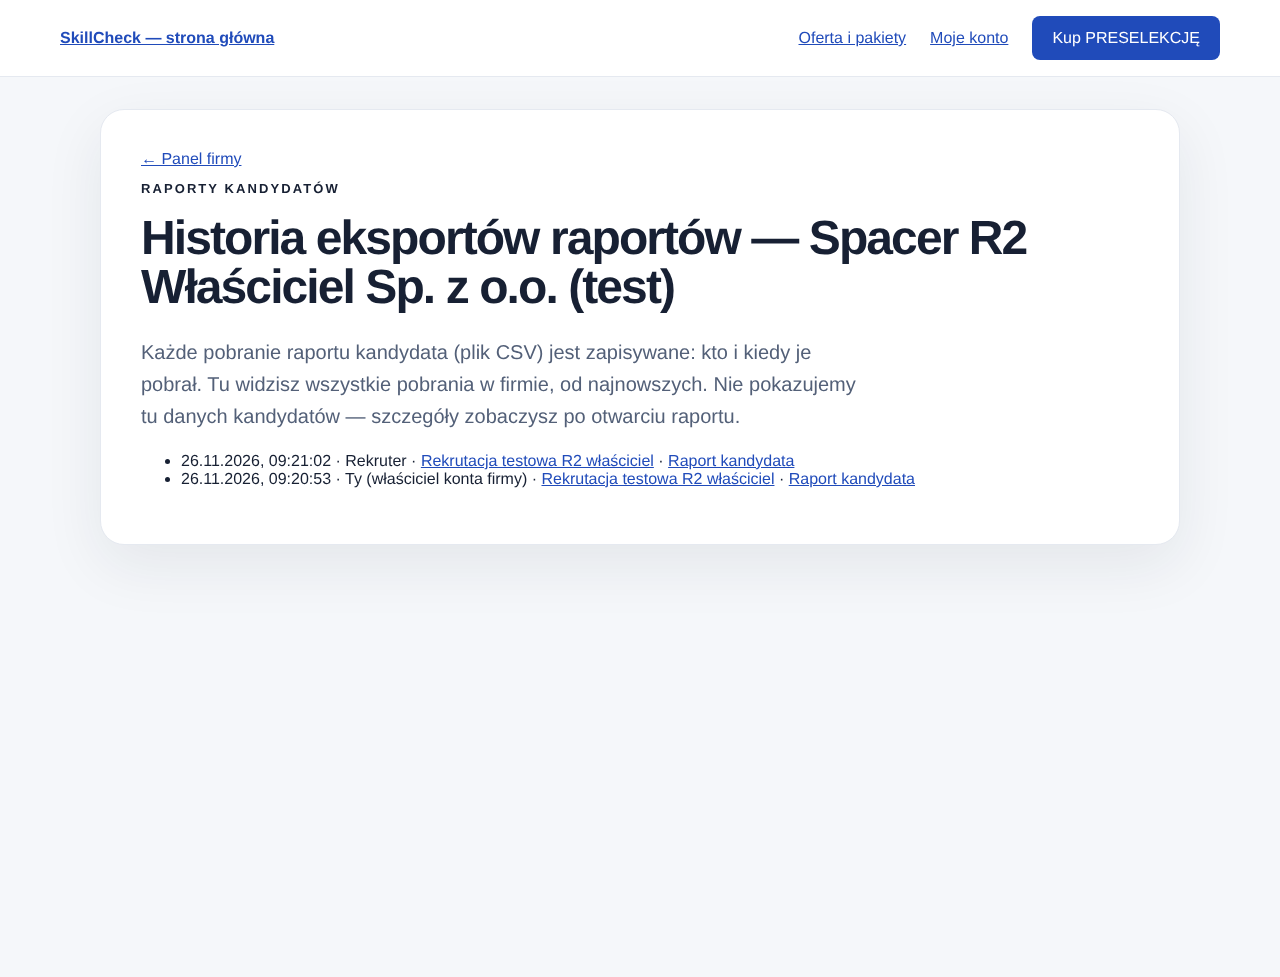 SkillCheck — strona główna
Oferta i pakiety
Moje konto
Kup PRESELEKCJĘ
← Panel firmy
RAPORTY KANDYDATÓW
Historia eksportów raportów — Spacer R2
Właściciel Sp. z o.o. (test)
Każde pobranie raportu kandydata (plik CSV) jest zapisywane: kto i kiedy je
pobrał. Tu widzisz wszystkie pobrania w firmie, od najnowszych. Nie pokazujemy
tu danych kandydatów — szczegóły zobaczysz po otwarciu raportu.
• 26.11.2026, 09:21:02 · Rekruter · Rekrutacja testowa R2 właściciel · Raport kandydata
• 26.11.2026, 09:20:53 · Ty (właściciel konta firmy) · Rekrutacja testowa R2 właściciel · Raport kandydata